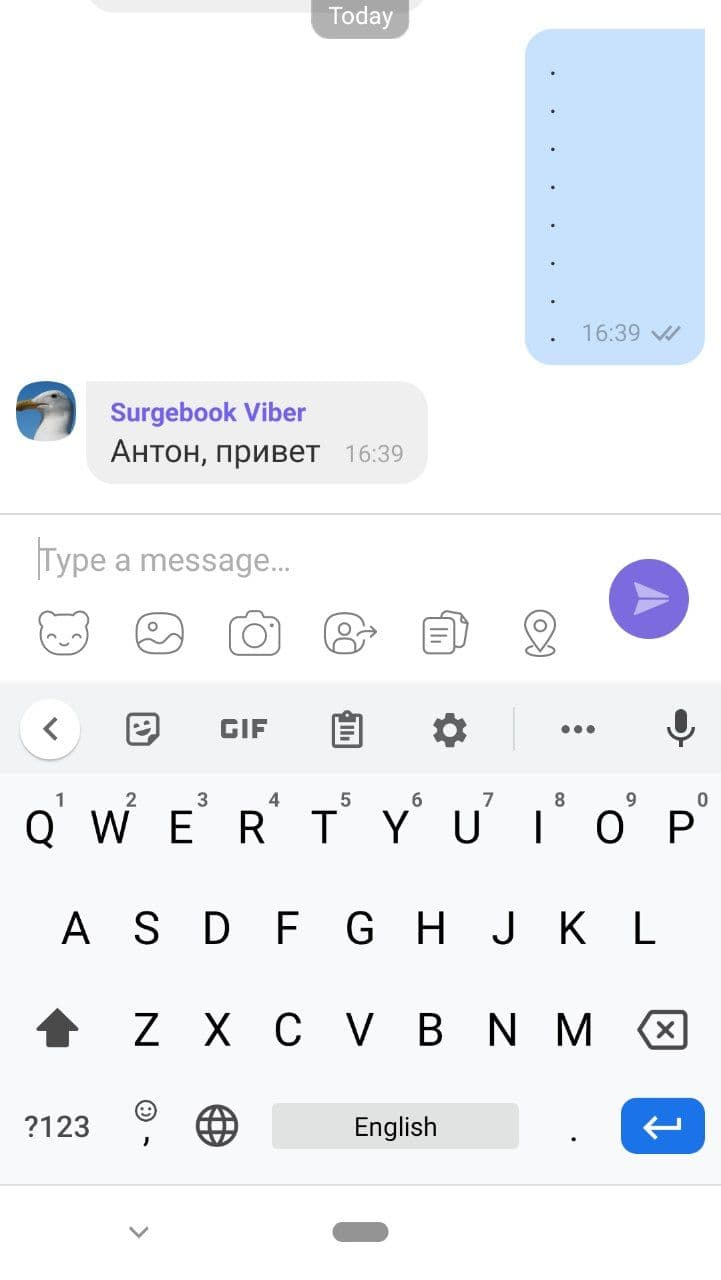 Today
.
.
.
.
.
.
.
. 16:39
Surgebook Viber
Антон, привет 16:39
Type a message...
GIF
1 2 3 4 5 6 7 8 9 0
Q W E R T Y U I O P
A S D F G H J K L
Z X C V B N M
?123 , English .